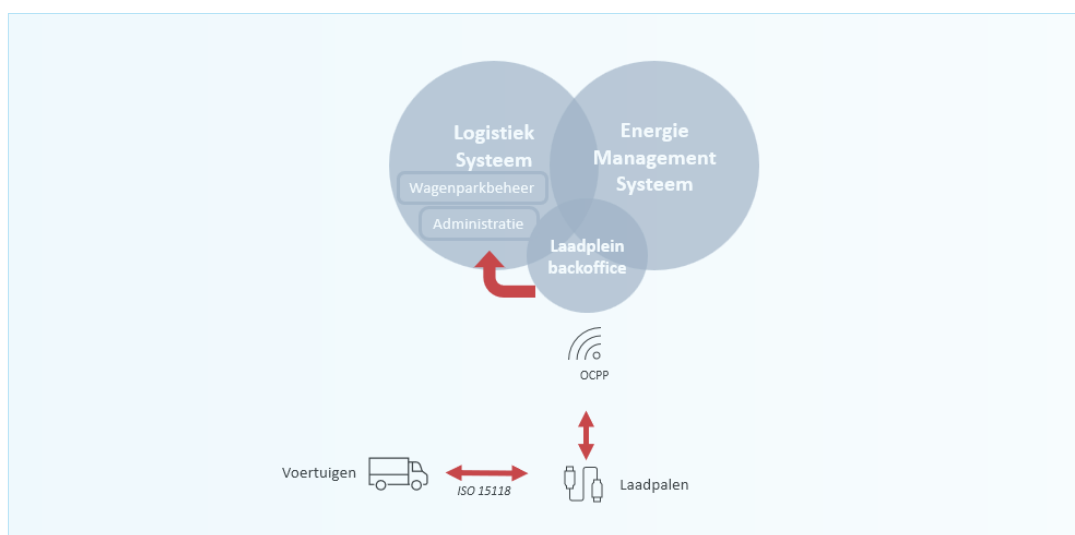 Logistiek
Systeem
Wagenparkbeheer
Administratie
Energie
Management
Systeem
Laadplein
backoffice
OCPP
Voertuigen
ISO 15118
Laadpalen